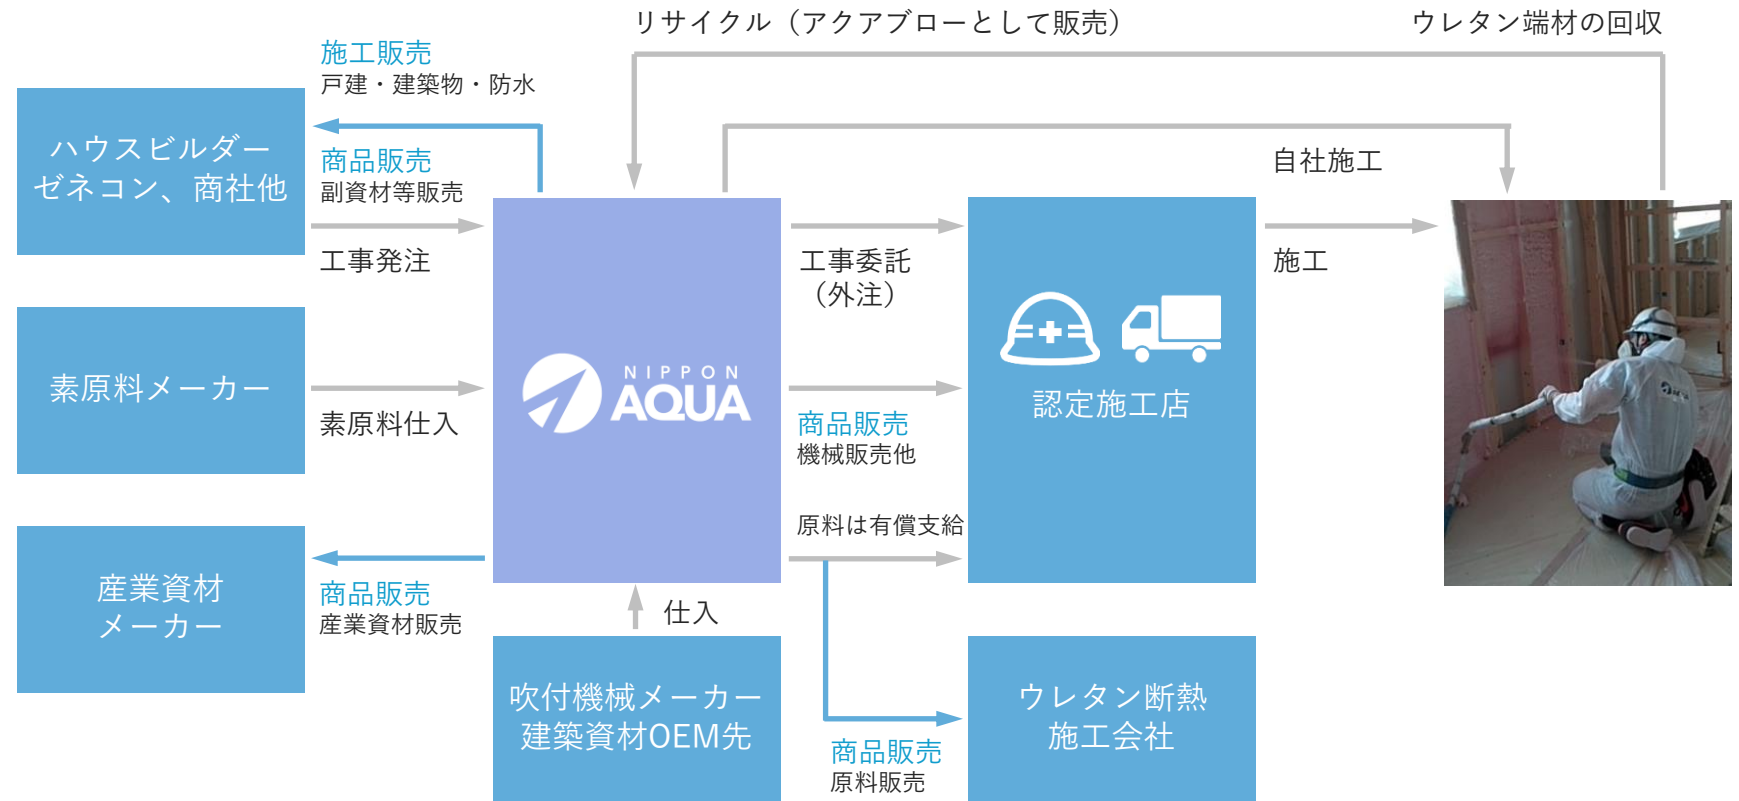 リサイクル（アクアブローとして販売）
ウレタン端材の回収
施工販売
戸建・建築物・防水
ハウスビルダー
ゼネコン、商社他
商品販売
副資材等販売
自社施工
工事発注
工事委託
（外注）
施工
素原料メーカー
素原料仕入
NIPPON
AQUA
商品販売
機械販売他
認定施工店
原料は有償支給
産業資材
メーカー
商品販売
産業資材販売
仕入
吹付機械メーカー
建築資材OEM先
ウレタン断熱
施工会社
商品販売
原料販売